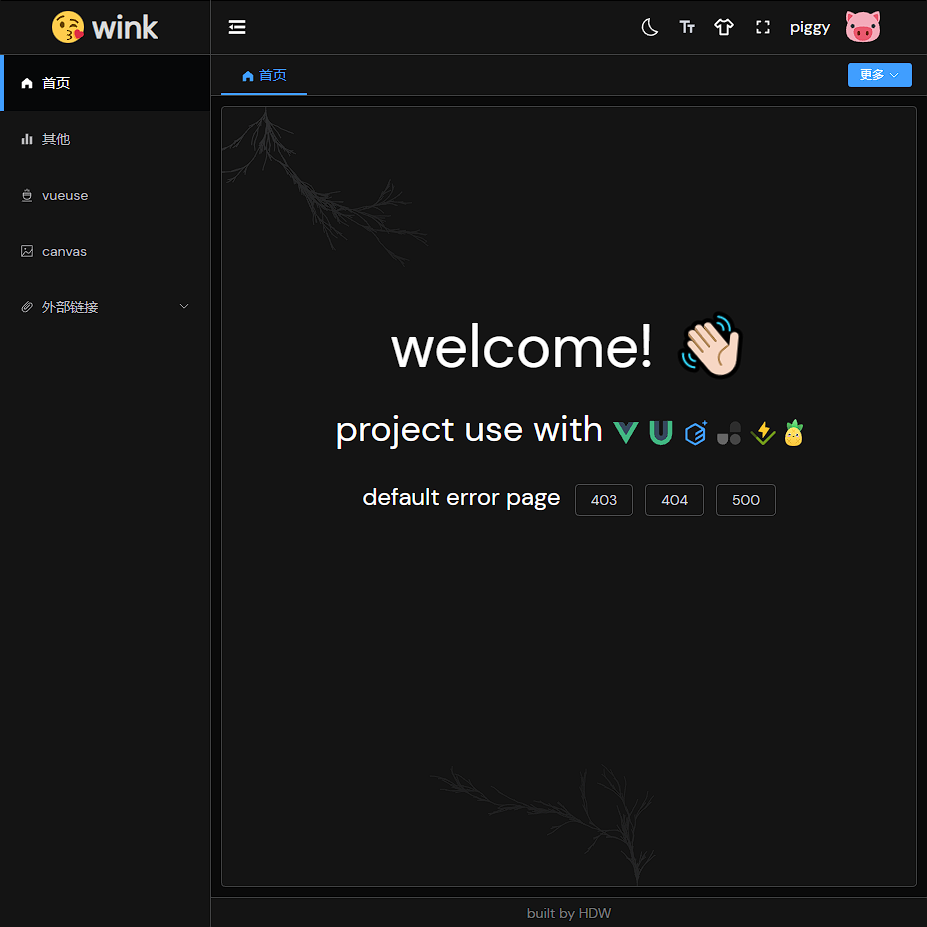 wink
piggy
首页
其他
vueuse
canvas
外部链接
首页
更多
welcome!
project use with
default error page 403 404 500
built by HDW